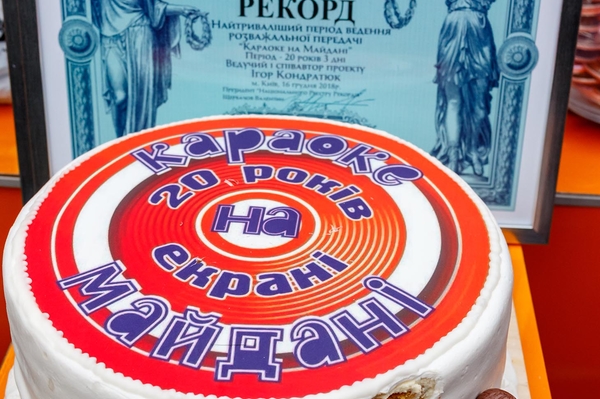 РЕКОРД
Найтриваліший період ведення
розважальної передачі
"Караоке на Майдані"
Період - 20 років 3 дні
Ведучий і співавтор проекту
Ігор Кондратюк
м. Київ, 16 грудня 2018р.
караоке
20 років
на
екрані
майдані